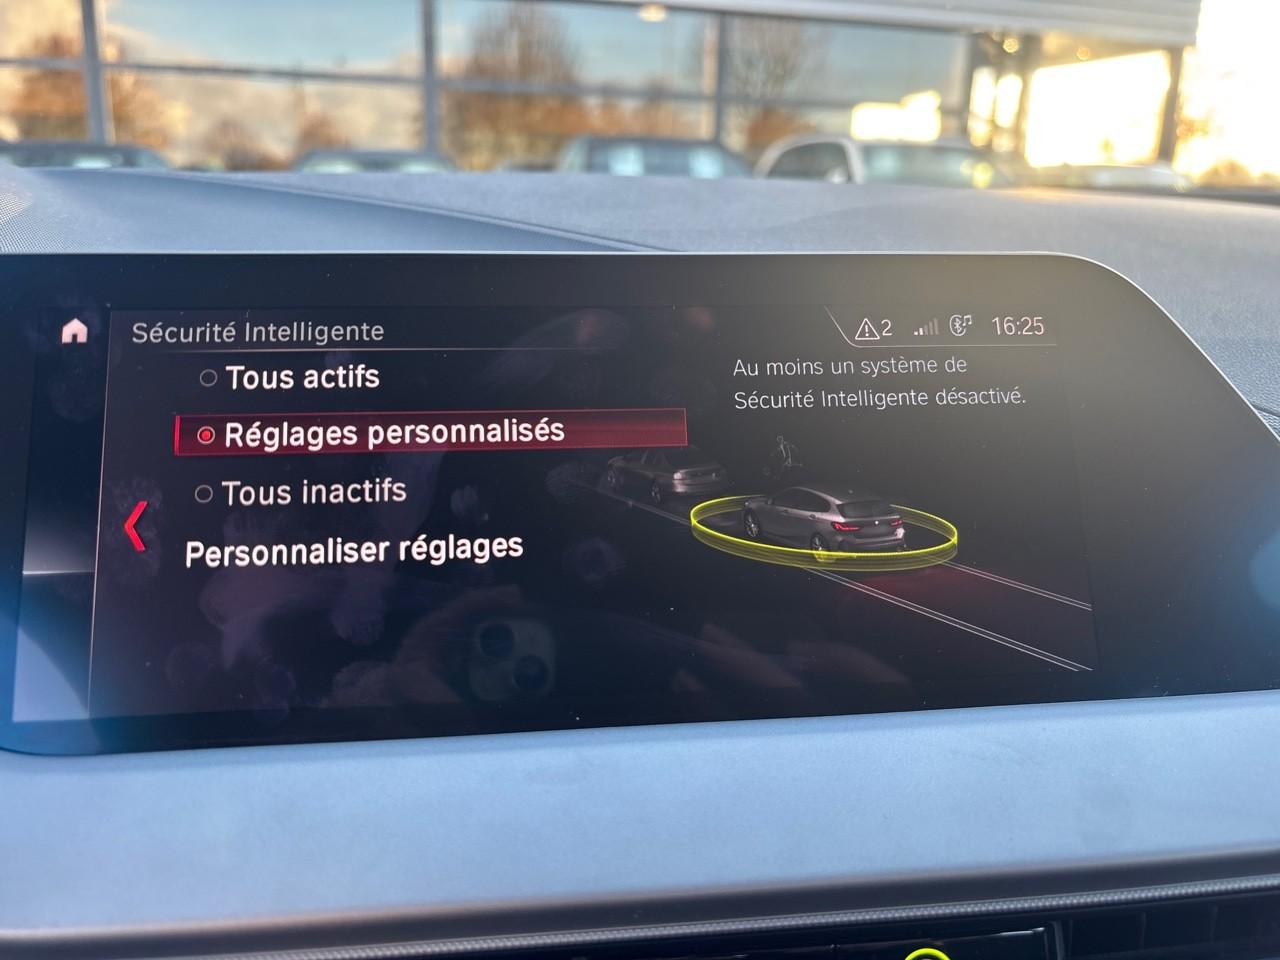 Sécurité Intelligente
2
16:25
Tous actifs
Réglages personnalisés
Tous inactifs
Personnaliser réglages
Au moins un système de
Sécurité Intelligente désactivé.